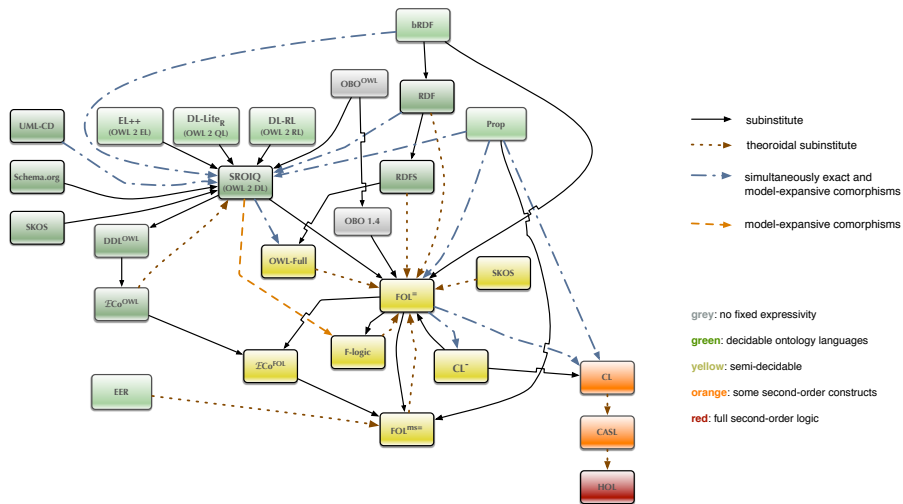 bRDF
OBO^OWL
RDF
UML-CD
EL++
(OWL 2 EL)
DL-Lite_R
(OWL 2 QL)
DL-RL
(OWL 2 RL)
Prop
subinstitute
theoroidal subinstitute
Schema.org
SROIQ
(OWL 2 DL)
RDFS
simultaneously exact and
model-expansive comorphisms
SKOS
OBO 1.4
model-expansive comorphisms
DDL^OWL
OWL-Full
SKOS
ℰCo^OWL
FOL^=
grey: no fixed expressivity
green: decidable ontology languages
F-logic
ℰCo^FOL
CL^-
yellow: semi-decidable
CL
EER
orange: some second-order constructs
FOL^ms=
CASL
red: full second-order logic
HOL